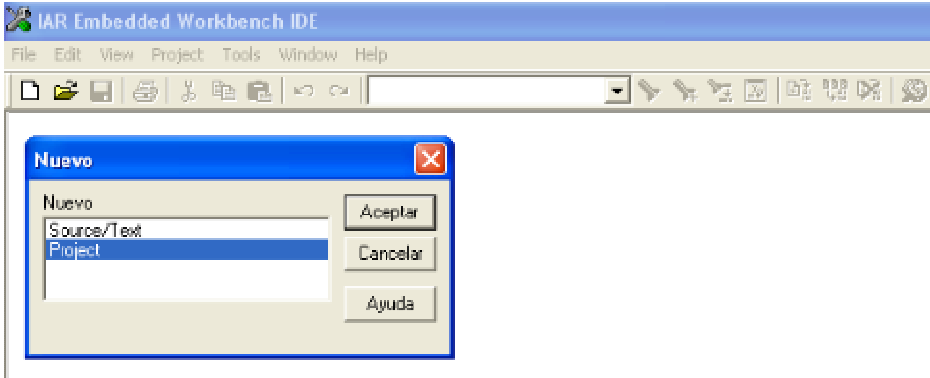 IAR Embedded Workbench IDE
File Edit View Project Tools Window Help
Nuevo
Nuevo
Source/Text
Project
Aceptar
Cancelar
Ayuda